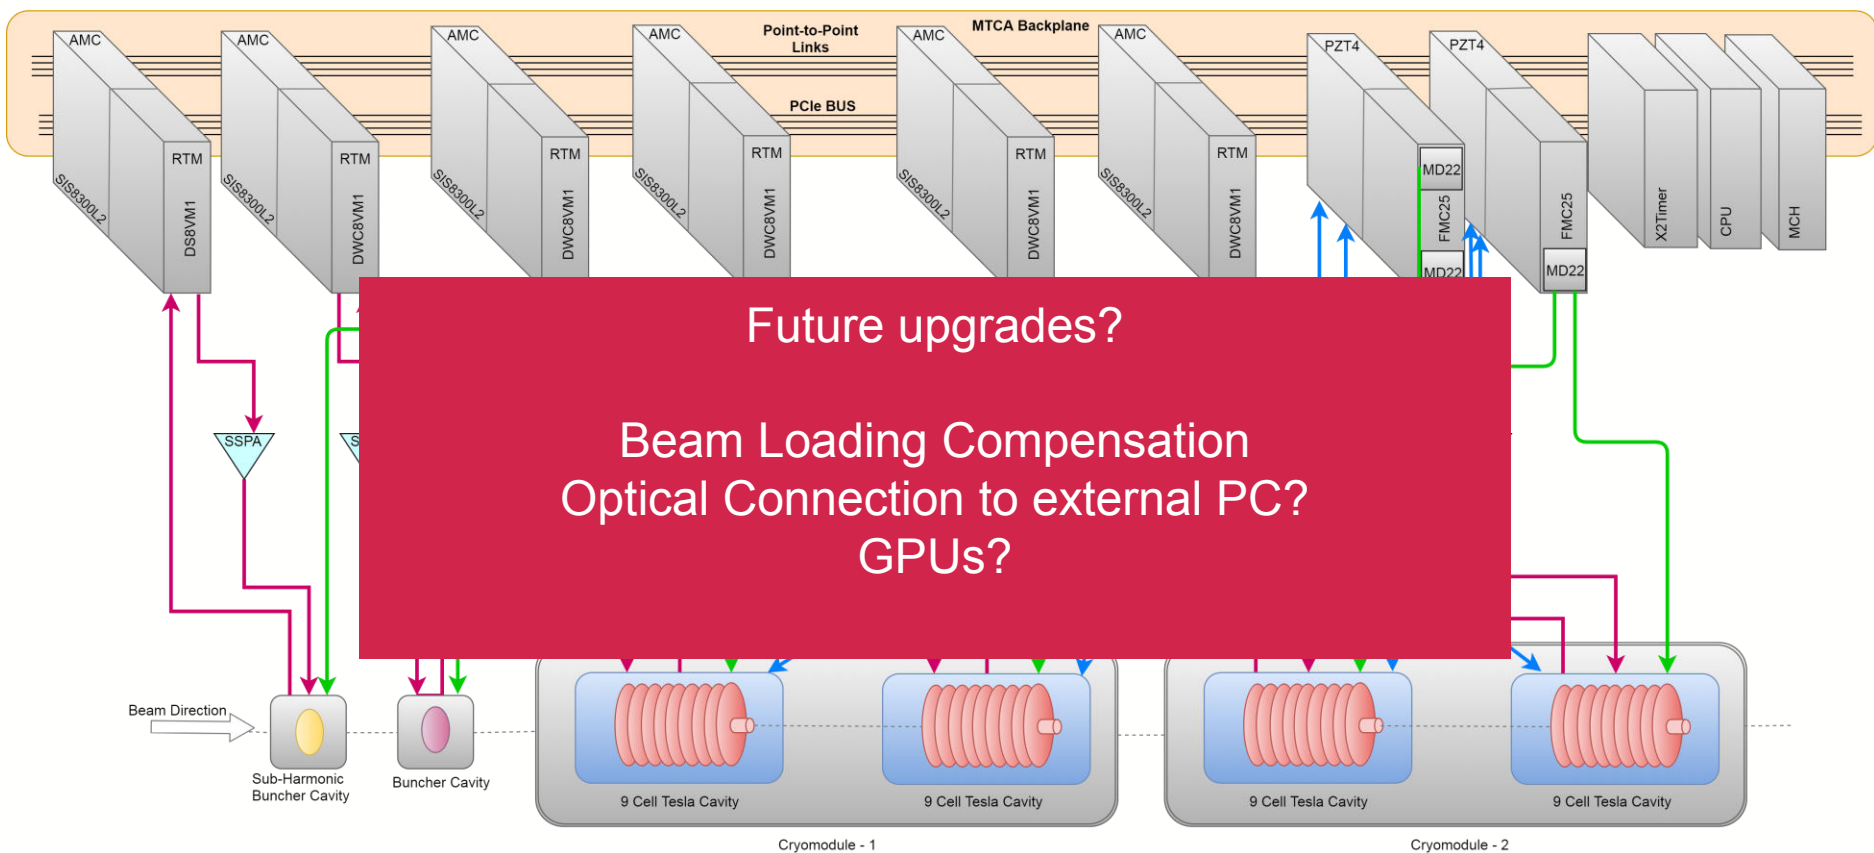 AMC
AMC
AMC
AMC
Point-to-Point
Links
AMC
MTCA Backplane
AMC
PZT4
PZT4
PCIe BUS
SIS8300L2
RTM
DS8VM1
SIS8300L2
RTM
DWC8VM1
SIS8300L2
RTM
DWC8VM1
SIS8300L2
RTM
DWC8VM1
SIS8300L2
RTM
DWC8VM1
SIS8300L2
RTM
DWC8VM1
MD22
FMC25
MD22
FMC25
MD22
X2Timer
CPU
MCH
Future upgrades?
Beam Loading Compensation
Optical Connection to external PC?
GPUs?
SSPA
Beam Direction
Sub-Harmonic
Buncher Cavity
Buncher Cavity
9 Cell Tesla Cavity
9 Cell Tesla Cavity
9 Cell Tesla Cavity
9 Cell Tesla Cavity
Cryomodule - 1
Cryomodule - 2